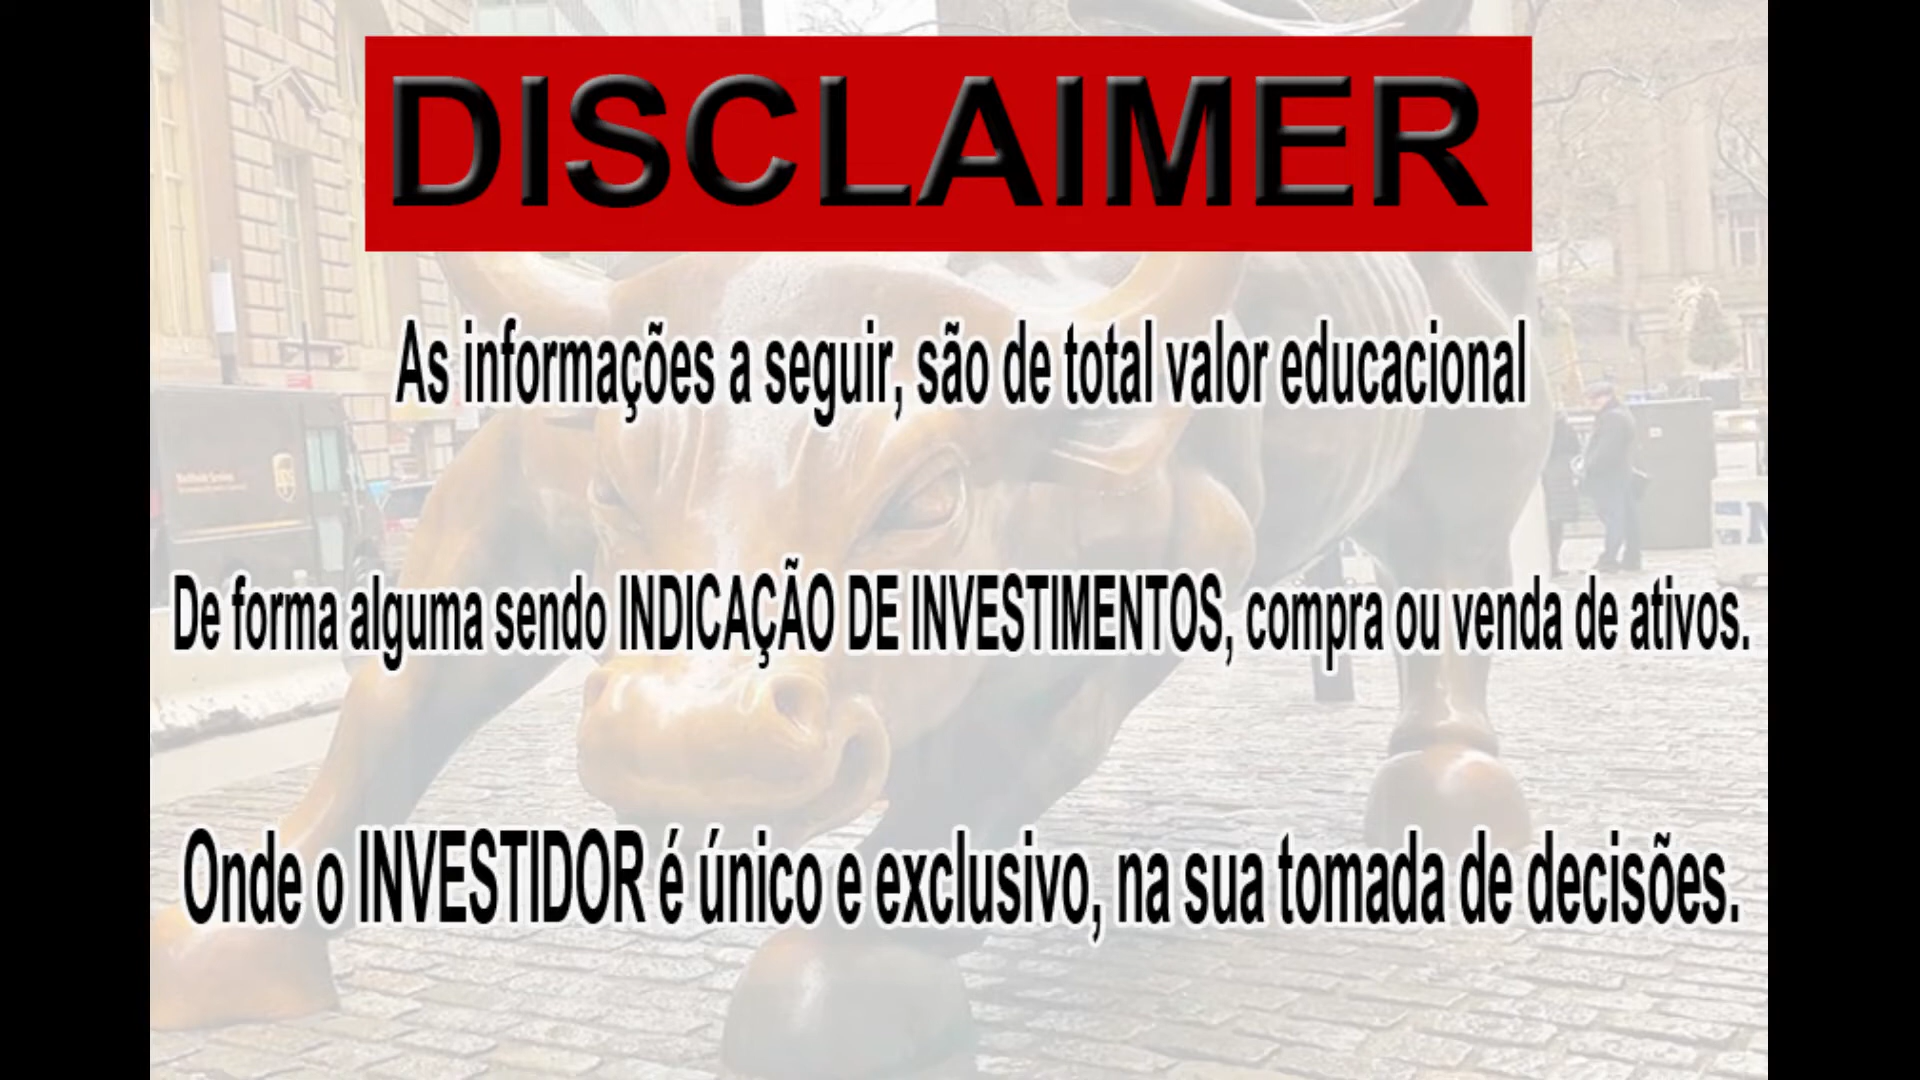 DISCLAIMER
As informações a seguir, são de total valor educacional
De forma alguma sendo INDICAÇÃO DE INVESTIMENTOS, compra ou venda de ativos.
Onde o INVESTIDOR é único e exclusivo, na sua tomada de decisões.